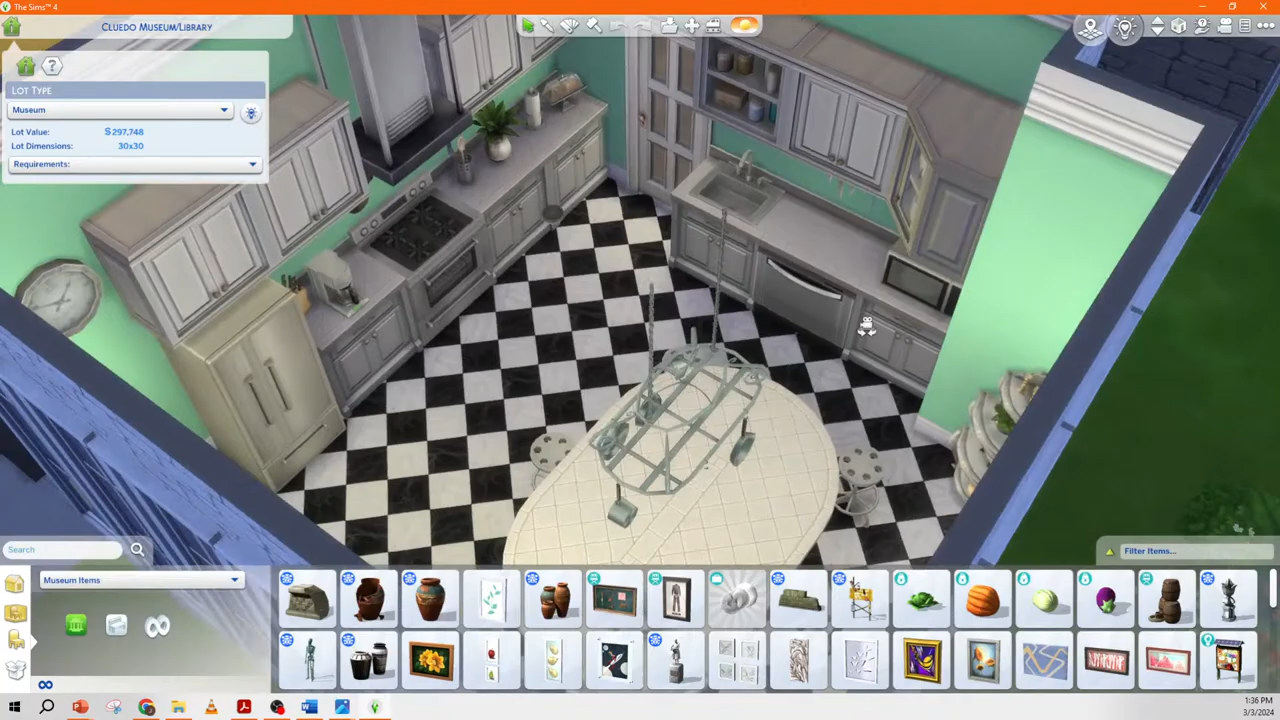 The Sims™ 4
CLUEDO MUSEUM/LIBRARY
LOT TYPE
Museum
Lot Value: §297,748
Lot Dimensions: 30x30
Requirements:
Search
Filter Items...
Museum Items
1:36 PM
3/3/2024